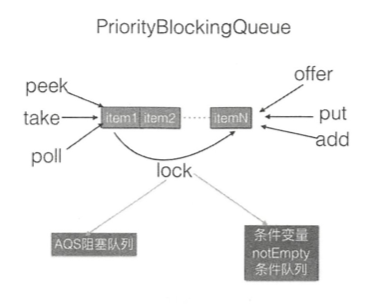 PriorityBlockingQueue
peek
take
poll
item1 item2 itemN
offer
put
add
lock
AQS阻塞队列
条件变量
notEmpty
条件队列